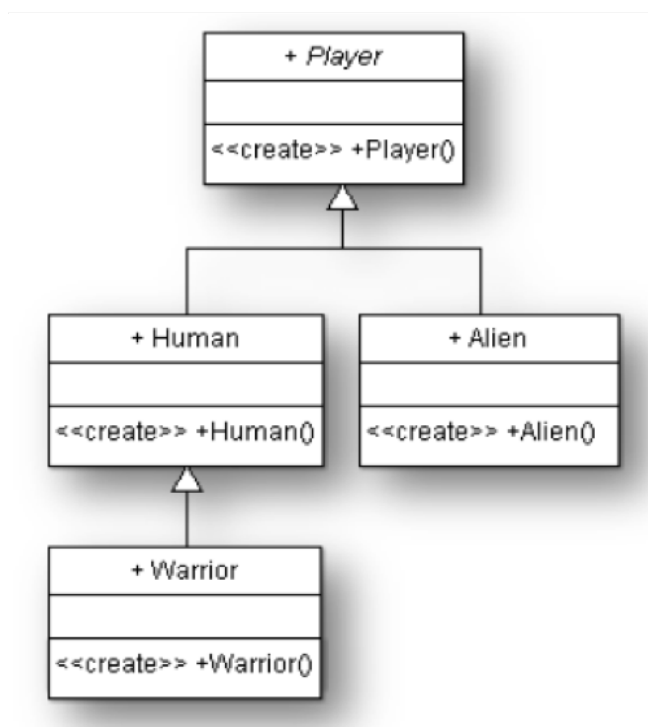 + Player
<<create>> +Player()
+ Human
<<create>> +Human()
+ Alien
<<create>> +Alien()
+ Warrior
<<create>> +Warrior()